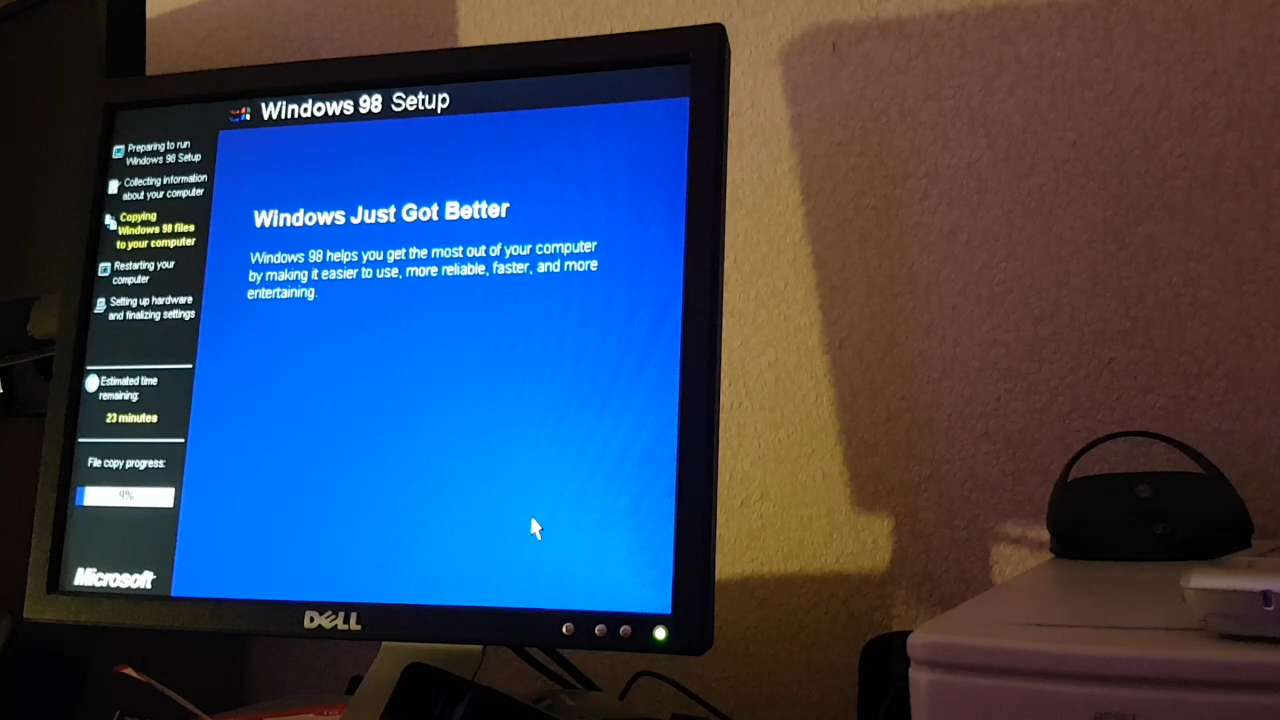 Windows 98 Setup
Preparing to run
Windows 98 Setup
Collecting information
about your computer
Copying
Windows 98 files
to your computer
Restarting your
computer
Setting up hardware
and finalizing settings
Estimated time
remaining:
23 minutes
File copy progress:
9%
Microsoft
Windows Just Got Better
Windows 98 helps you get the most out of your computer
by making it easier to use, more reliable, faster, and more
entertaining.
DELL